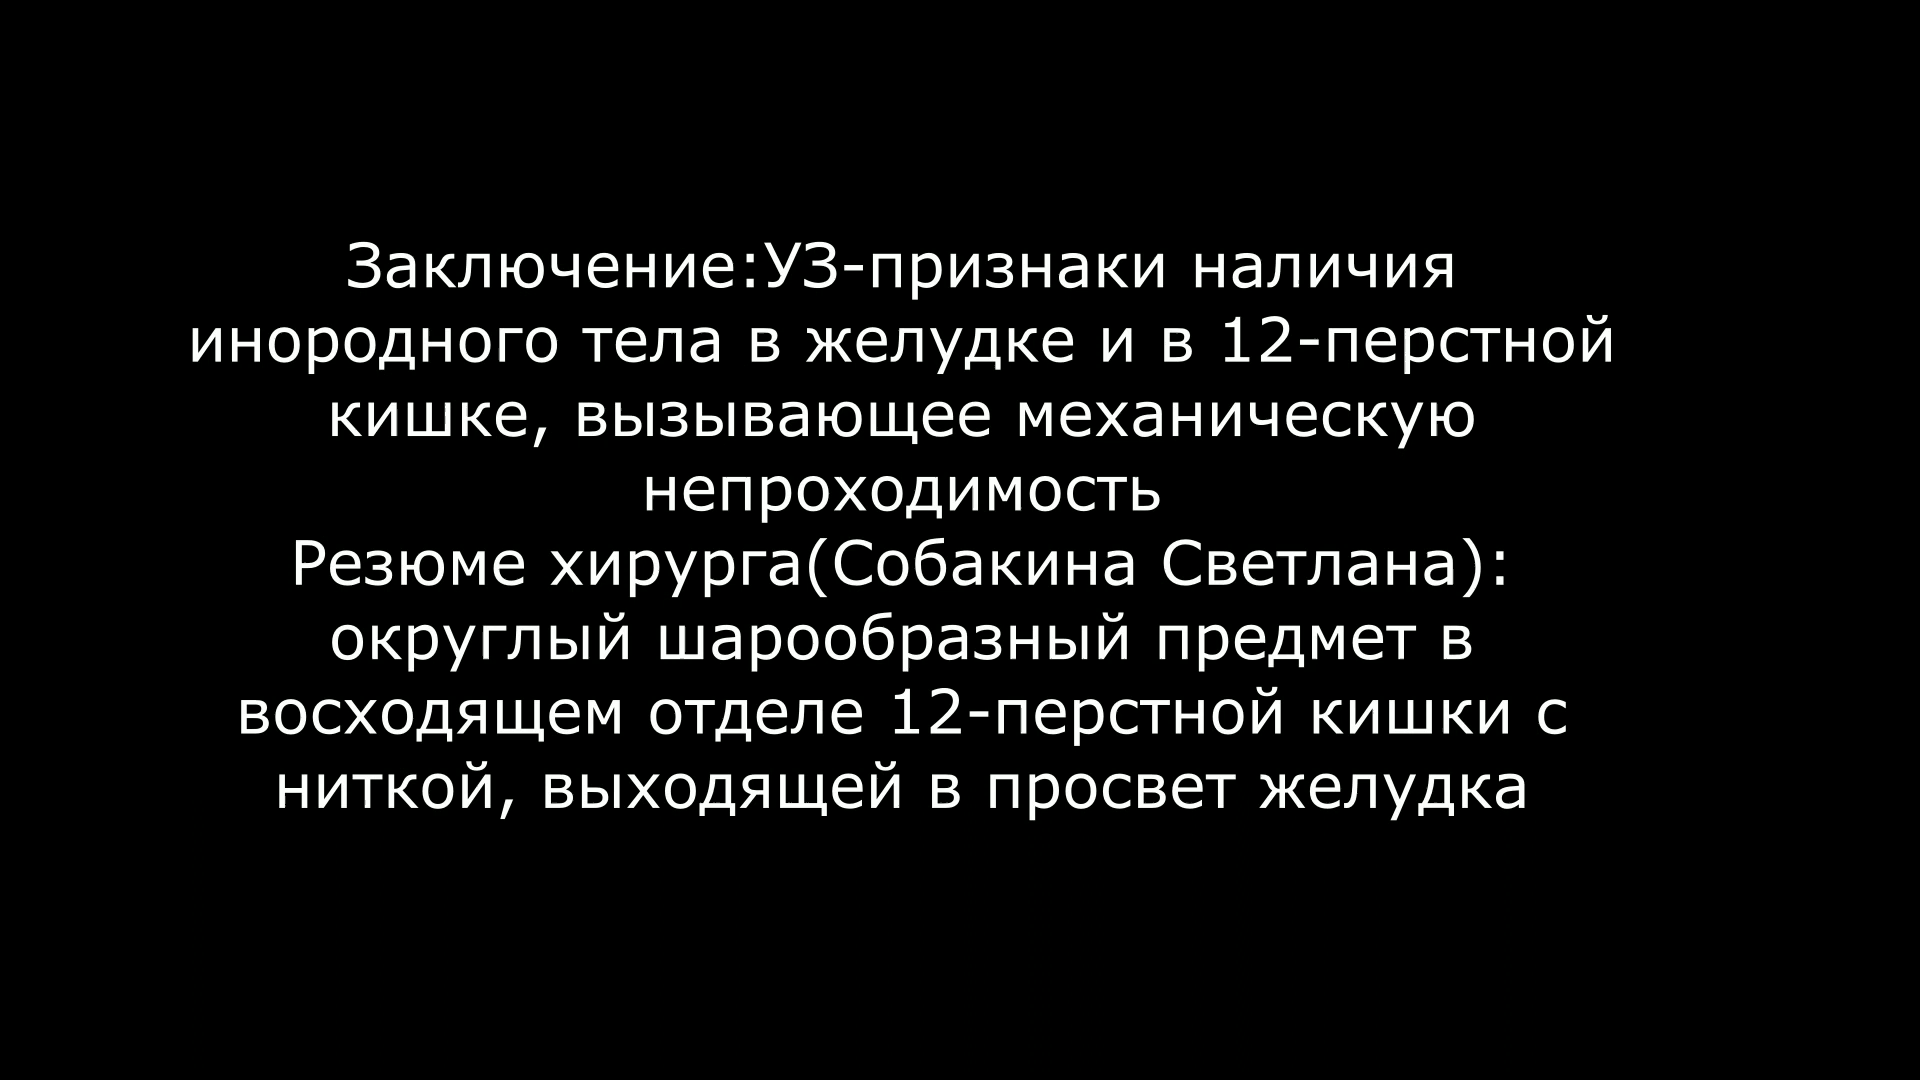 Заключение:УЗ-признаки наличия
инородного тела в желудке и в 12-перстной
кишке, вызывающее механическую
непроходимость
Резюме хирурга(Собакина Светлана):
округлый шарообразный предмет в
восходящем отделе 12-перстной кишки с
ниткой, выходящей в просвет желудка